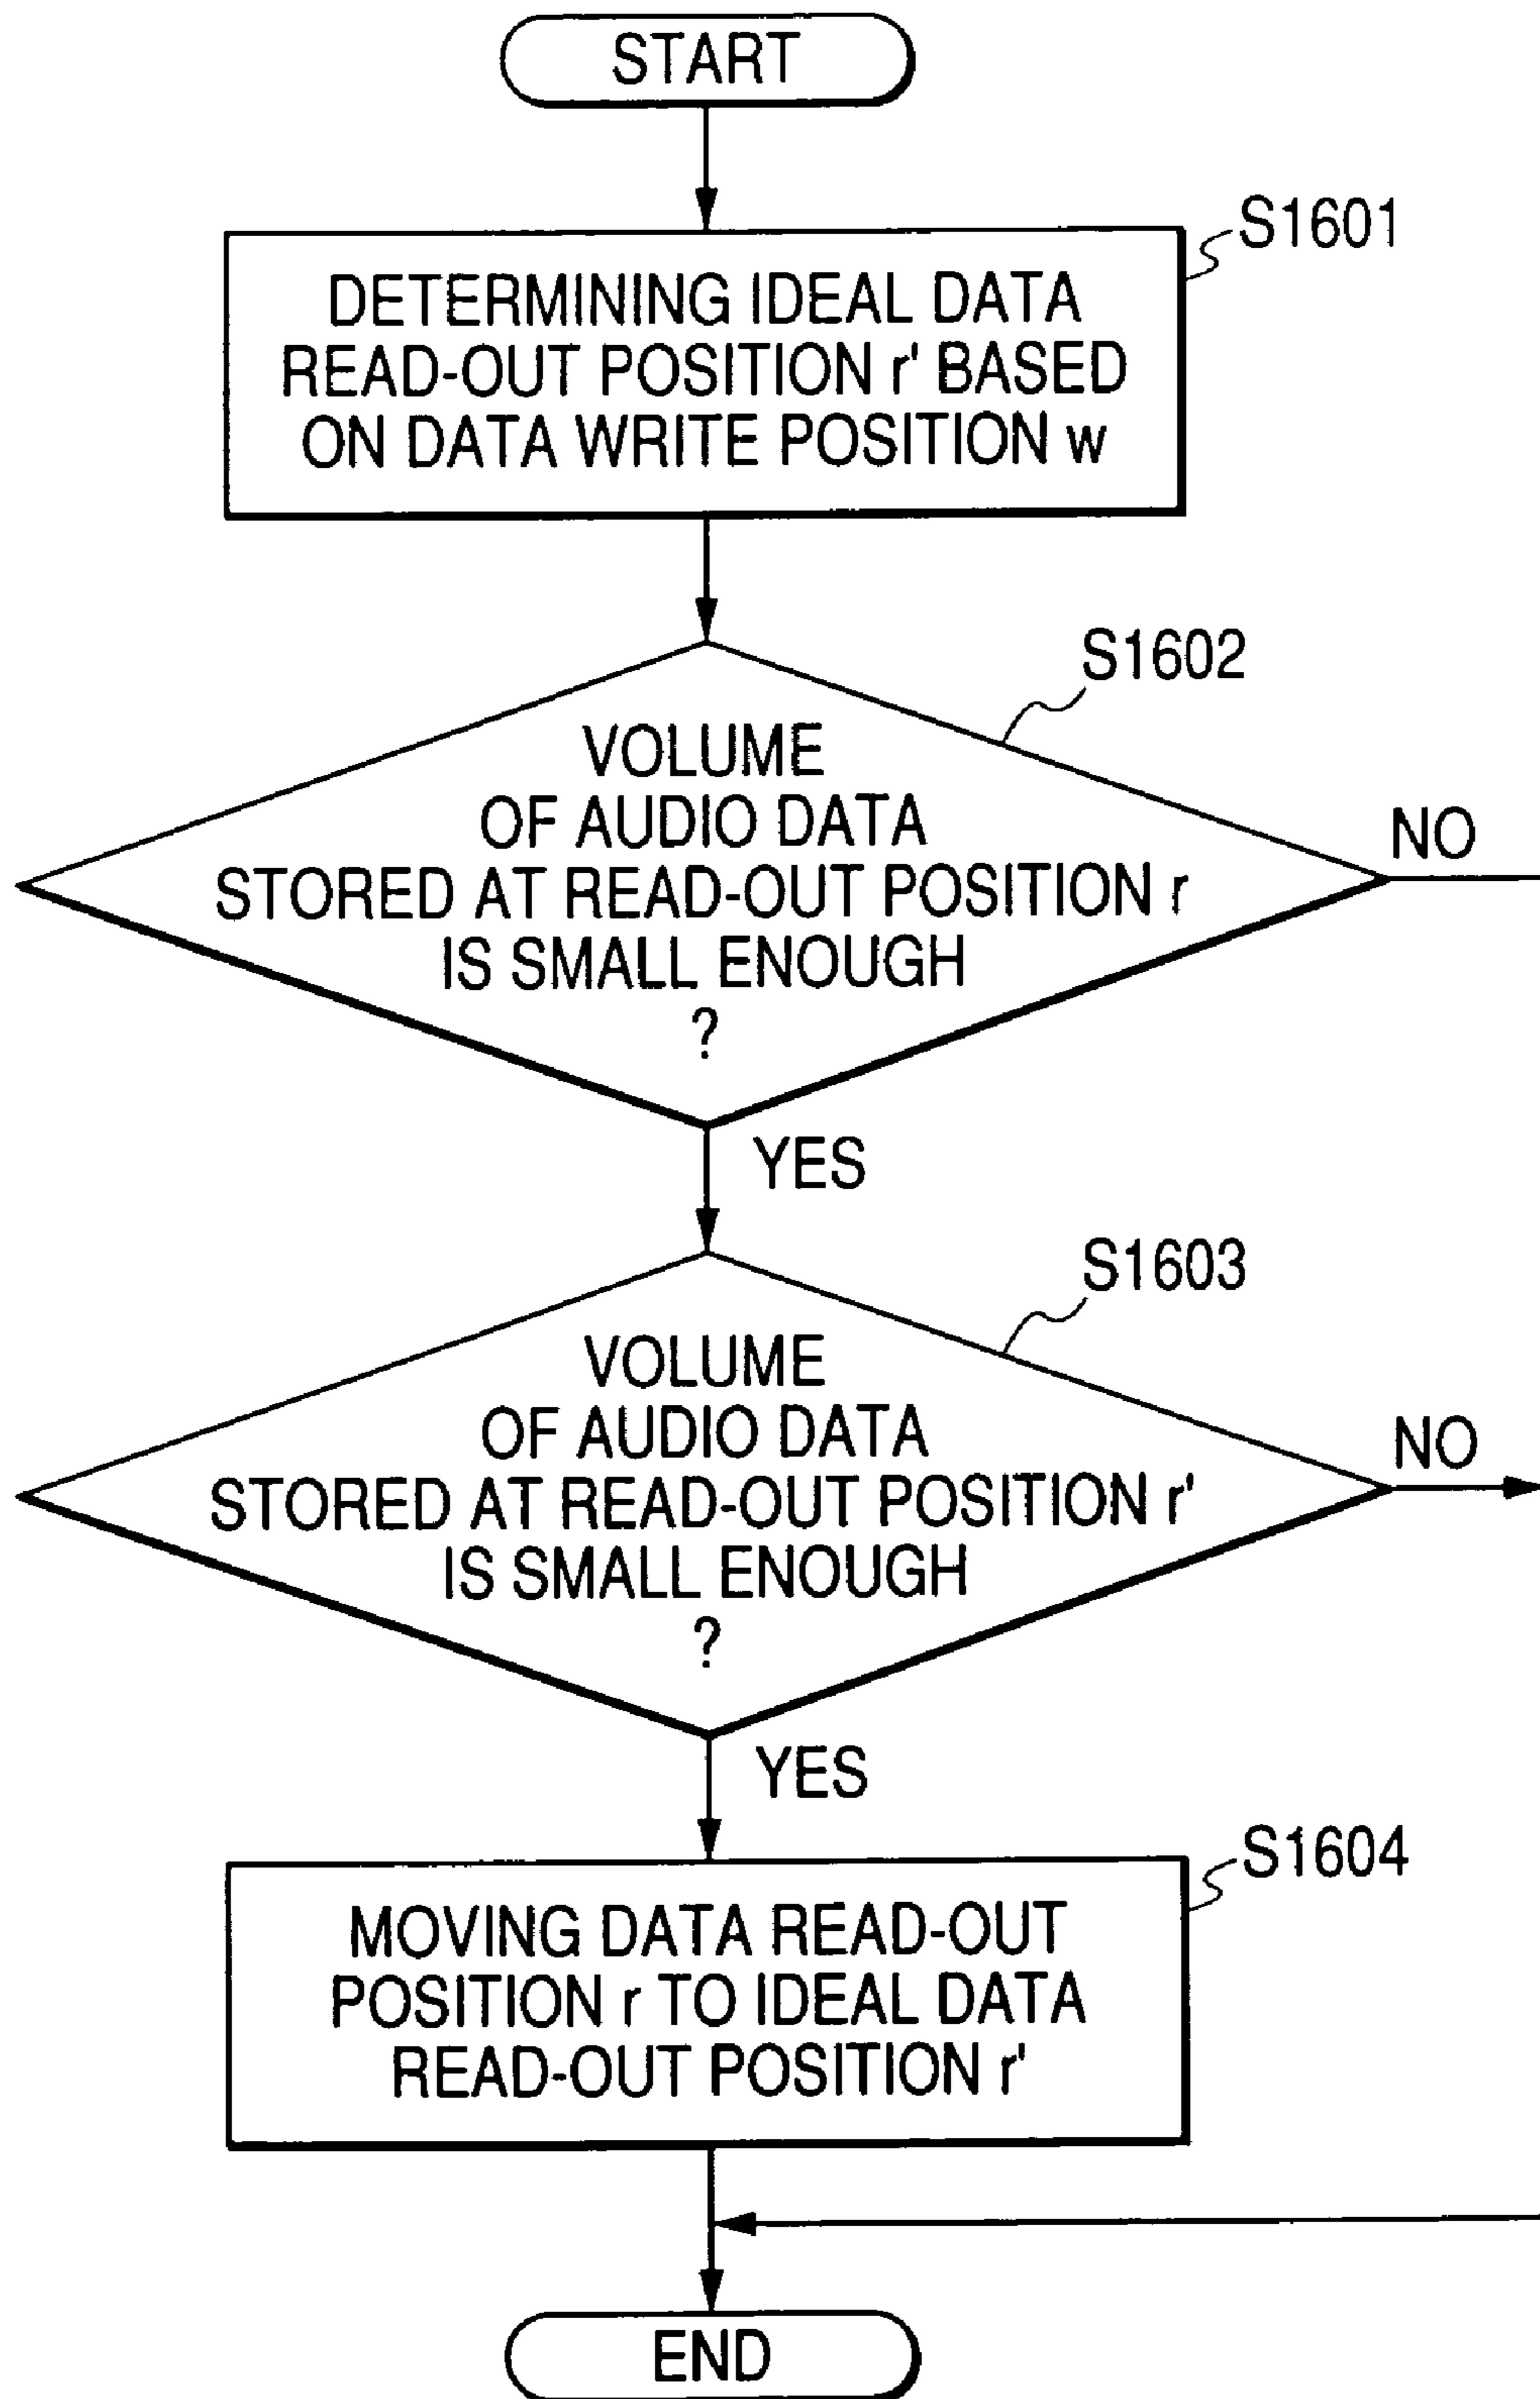 START
S1601
DETERMINING IDEAL DATA
READ-OUT POSITION r' BASED
ON DATA WRITE POSITION w
S1602
VOLUME
OF AUDIO DATA
STORED AT READ-OUT POSITION r
IS SMALL ENOUGH
?
NO
YES
S1603
VOLUME
OF AUDIO DATA
STORED AT READ-OUT POSITION r'
IS SMALL ENOUGH
?
NO
YES
S1604
MOVING DATA READ-OUT
POSITION r TO IDEAL DATA
READ-OUT POSITION r'
END